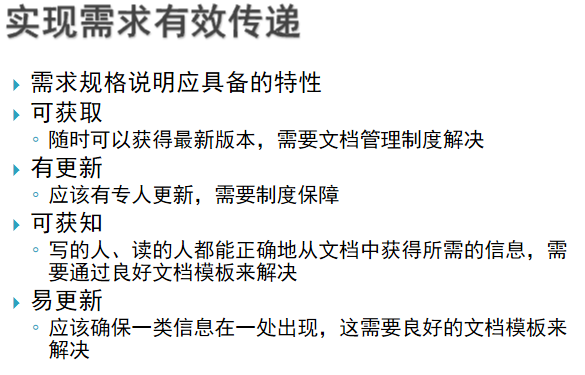 实现需求有效传递
需求规格说明应具备的特性
可获取
随时可以获得最新版本，需要文档管理制度解决
有更新
应该有专人更新，需要制度保障
可获知
写的人、读的人都能正确地从文档中获得所需的信息，需
要通过良好文档模板来解决
易更新
应该确保一类信息在一处出现，这需要良好的文档模板来
解决